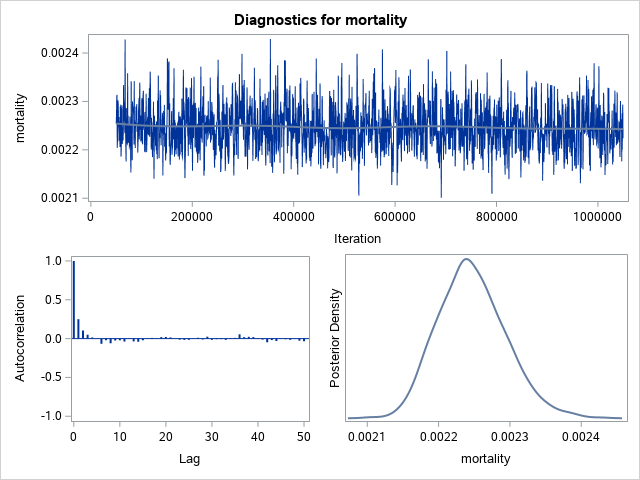 Diagnostics for mortality
mortality
0.0024
0.0023
0.0022
0.0021
0 200000 400000 600000 800000 1000000
Iteration
Autocorrelation
1.0
0.5
0.0
-0.5
-1.0
0 10 20 30 40 50
Lag
Posterior Density
0.0021 0.0022 0.0023 0.0024
mortality